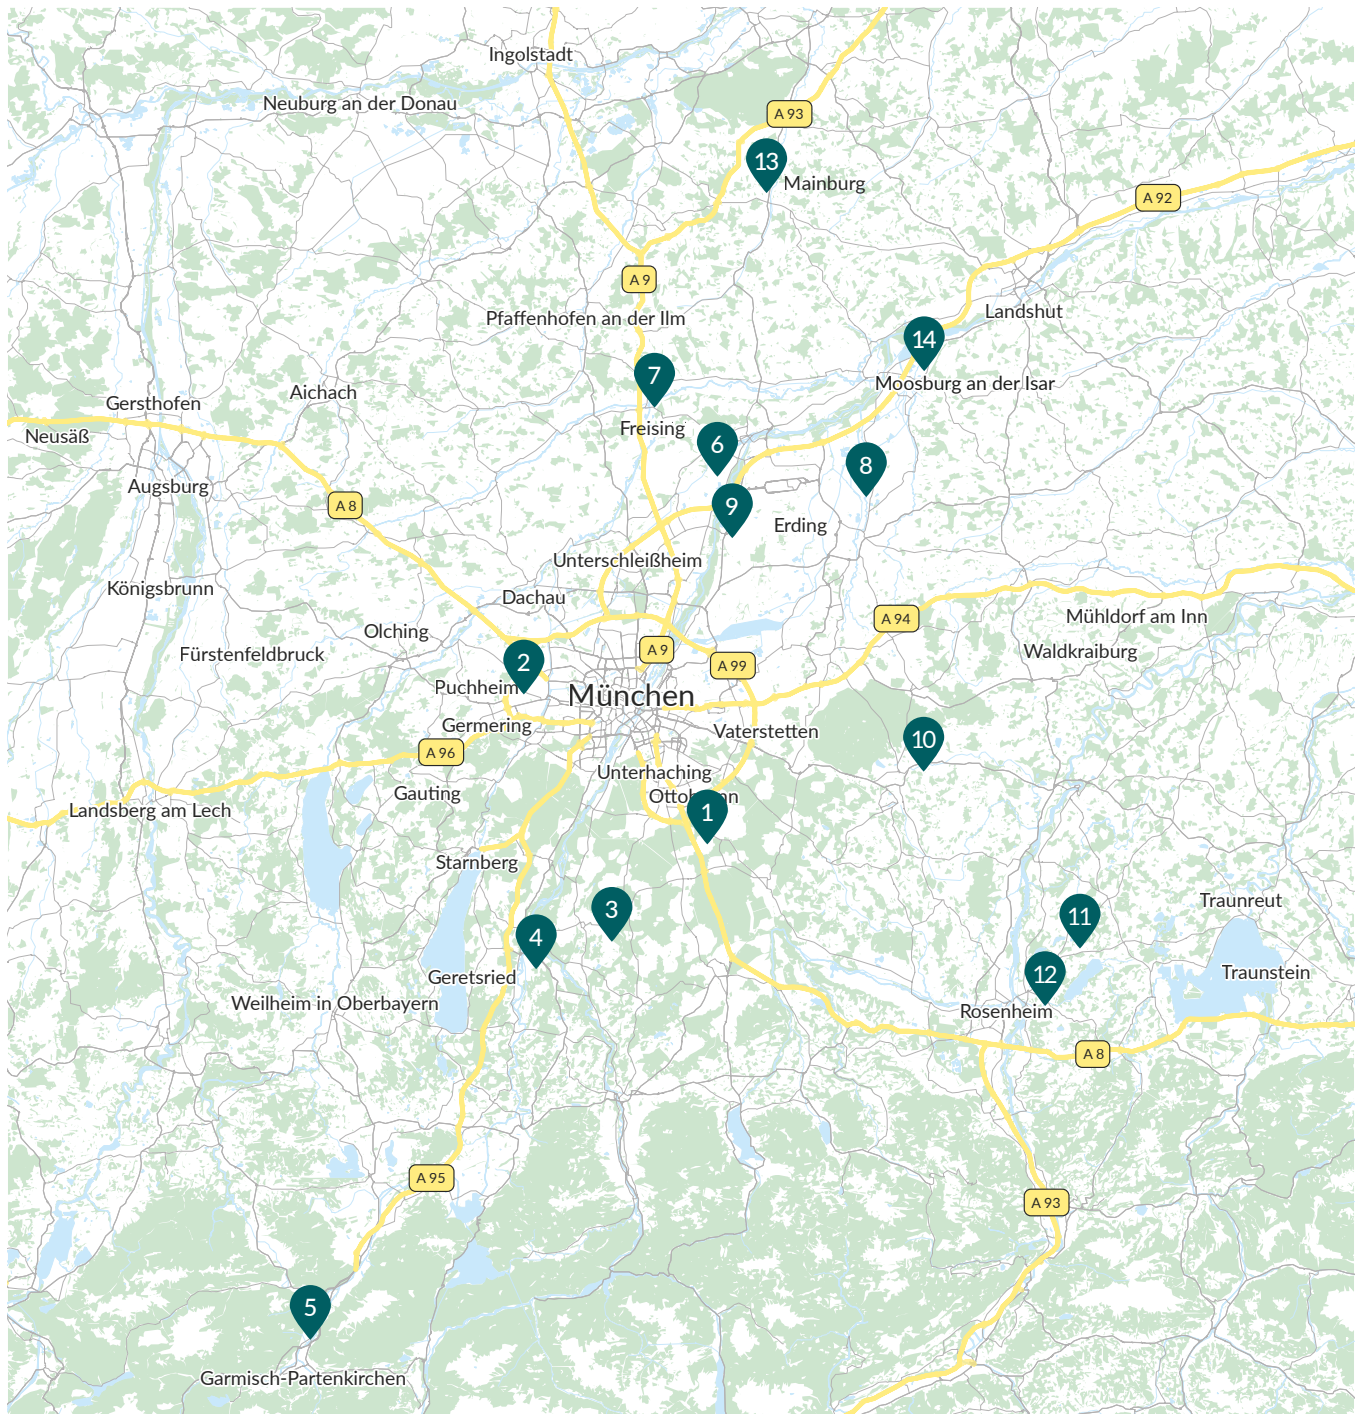 Ingolstadt
Neuburg an der Donau
A 93
13
Mainburg
A 92
A 9
Landshut
Pfaffenhofen an der Ilm
14
Moosburg an der Isar
7
Aichach
Gersthofen
Neusäß
Freising
6
8
Augsburg
A 8
9
Erding
Unterschleißheim
Königsbrunn
Dachau
Mühldorf am Inn
A 94
Olching
Waldkraiburg
Fürstenfeldbruck
A 9
2
A 99
Puchheim
München
Germering
Vaterstetten
10
A 96
Unterhaching
Gauting
1
Landsberg am Lech
Starnberg
Traunreut
3
11
4
Geretsried
12
Traunstein
Weilheim in Oberbayern
Rosenheim
A 8
A 95
A 93
5
Garmisch-Partenkirchen